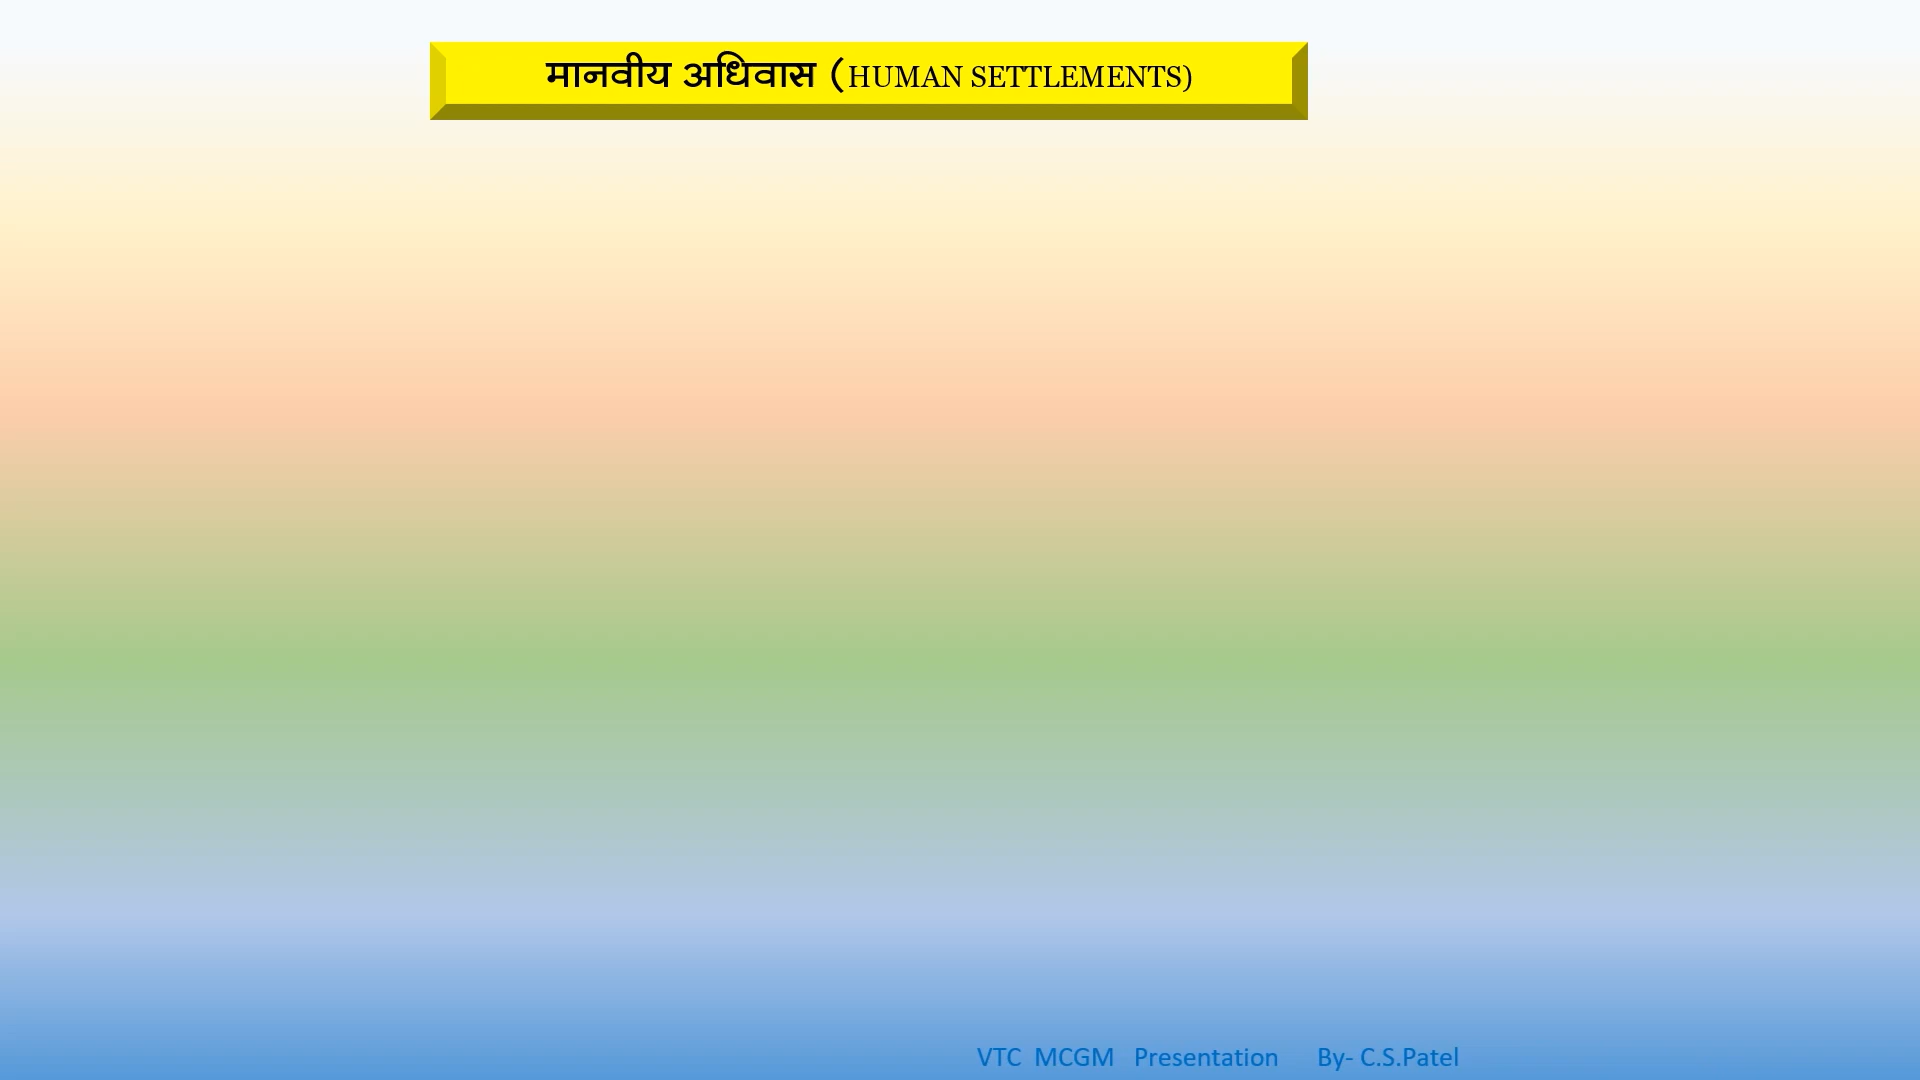 मानवीय अधिवास (HUMAN SETTLEMENTS)
VTC MCGM Presentation By- C.S.Patel